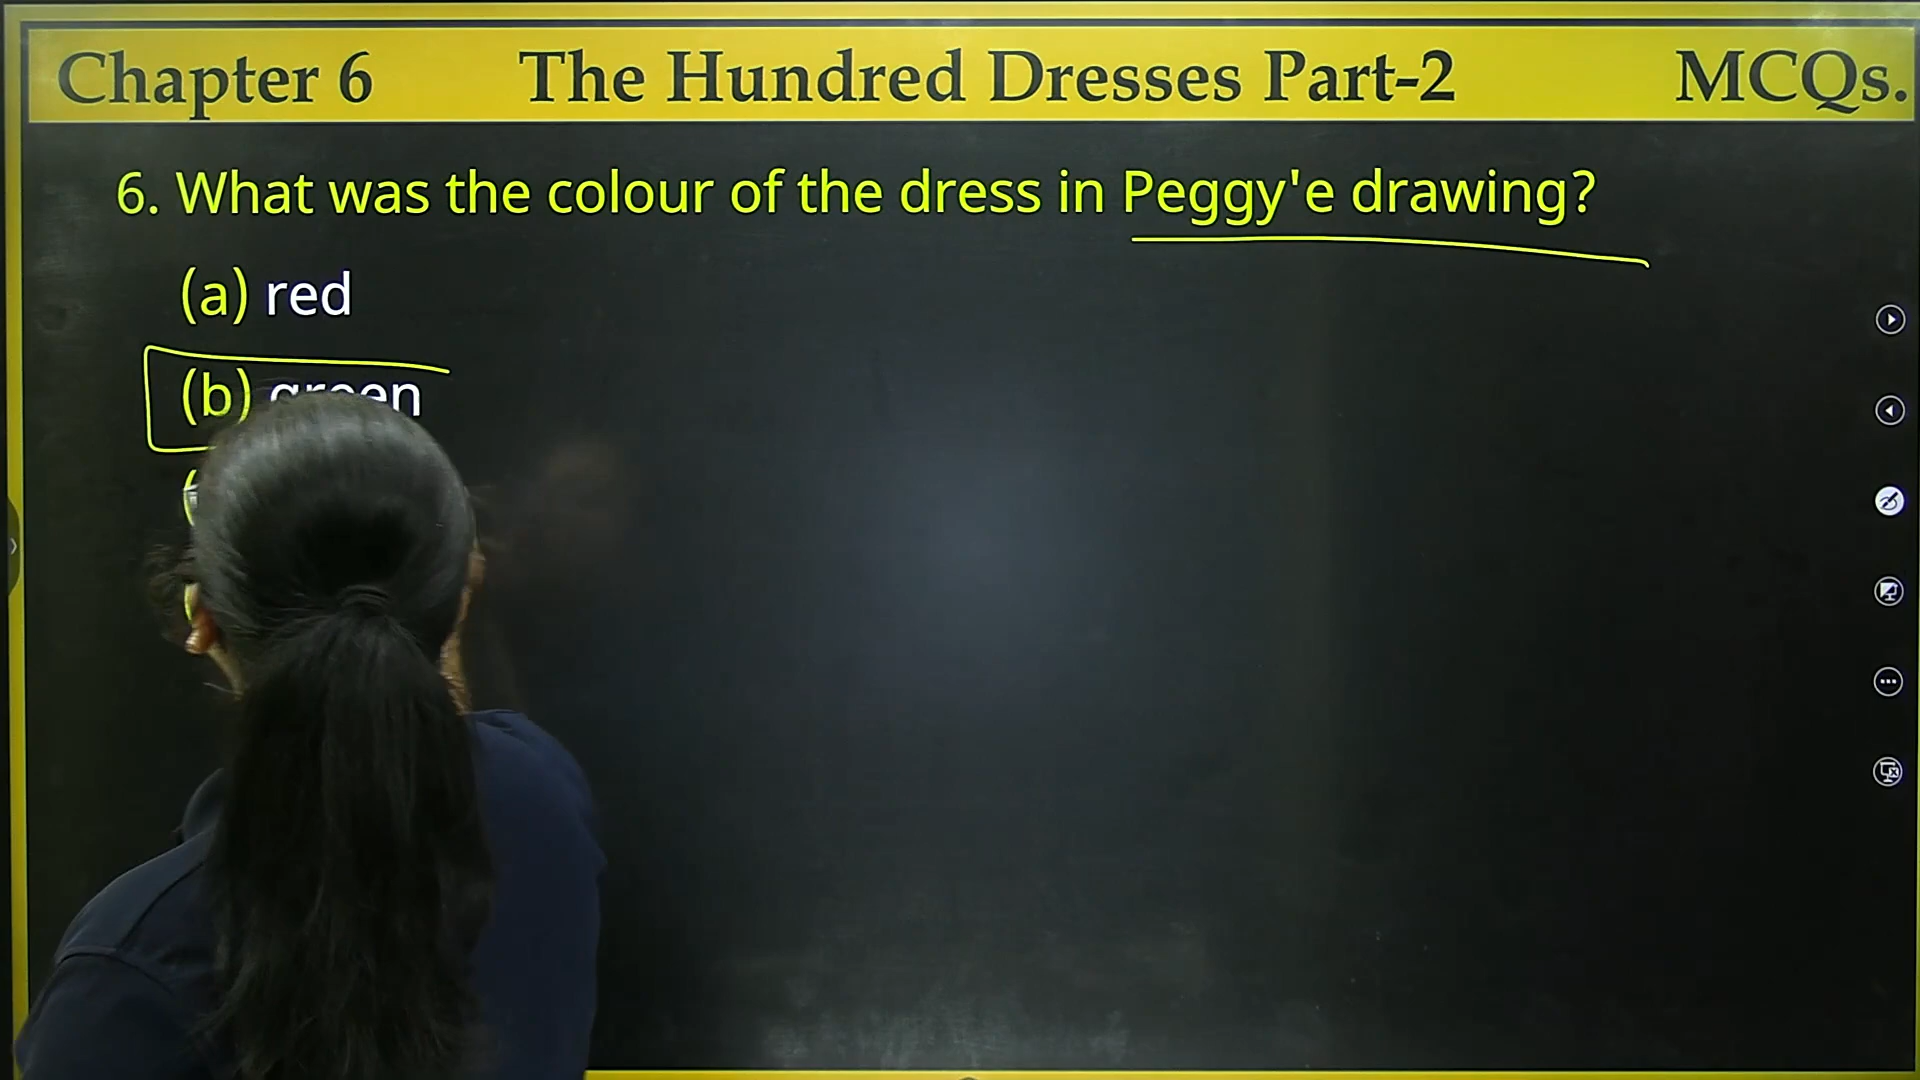 Chapter 6 The Hundred Dresses Part-2 MCQs.
6. What was the colour of the dress in Peggy'e drawing?
(a) red
(b) green